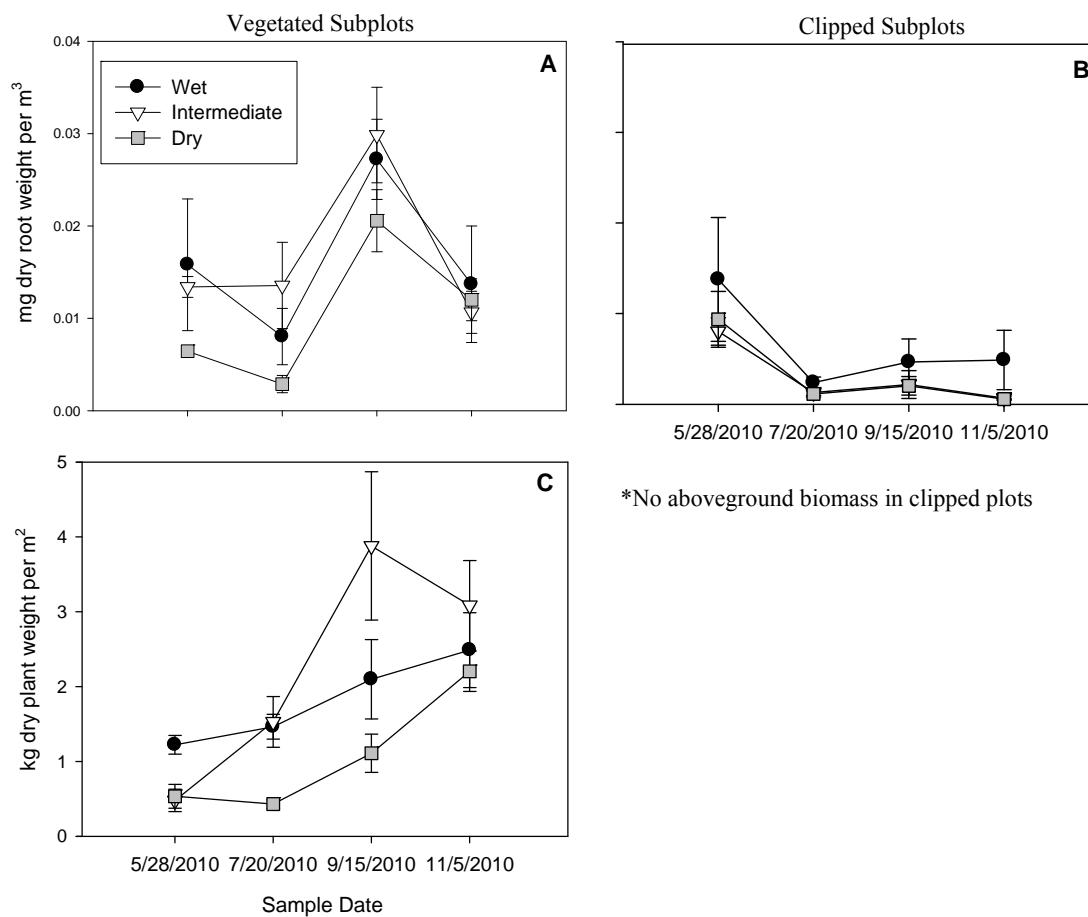 Vegetated Subplots
Clipped Subplots
0.04
0.03
0.02
0.01
0.00
mg dry root weight per m³
A
Wet
Intermediate
Dry
B
5/28/2010 7/20/2010 9/15/2010 11/5/2010
*No aboveground biomass in clipped plots
5
4
3
2
1
0
kg dry plant weight per m²
C
5/28/2010 7/20/2010 9/15/2010 11/5/2010
Sample Date